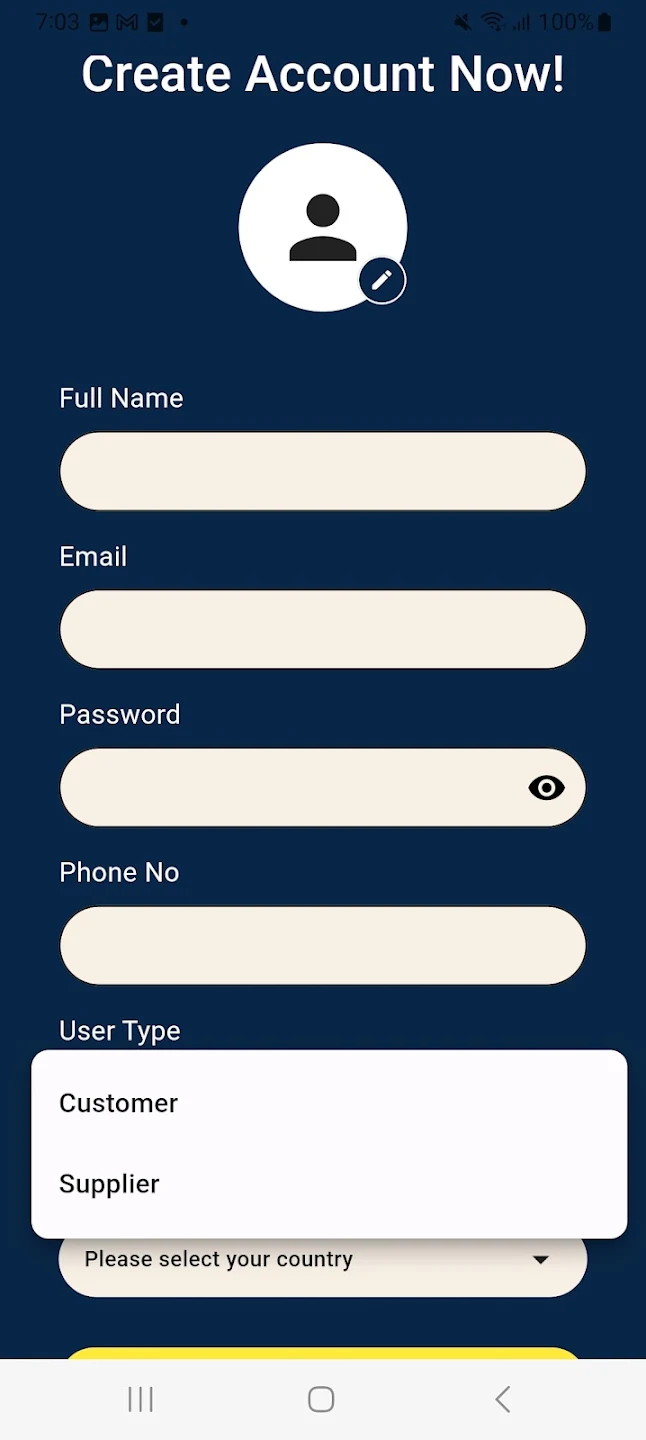 7:03 100%
Create Account Now!
Full Name
Email
Password
Phone No
User Type
Customer
Supplier
Please select your country